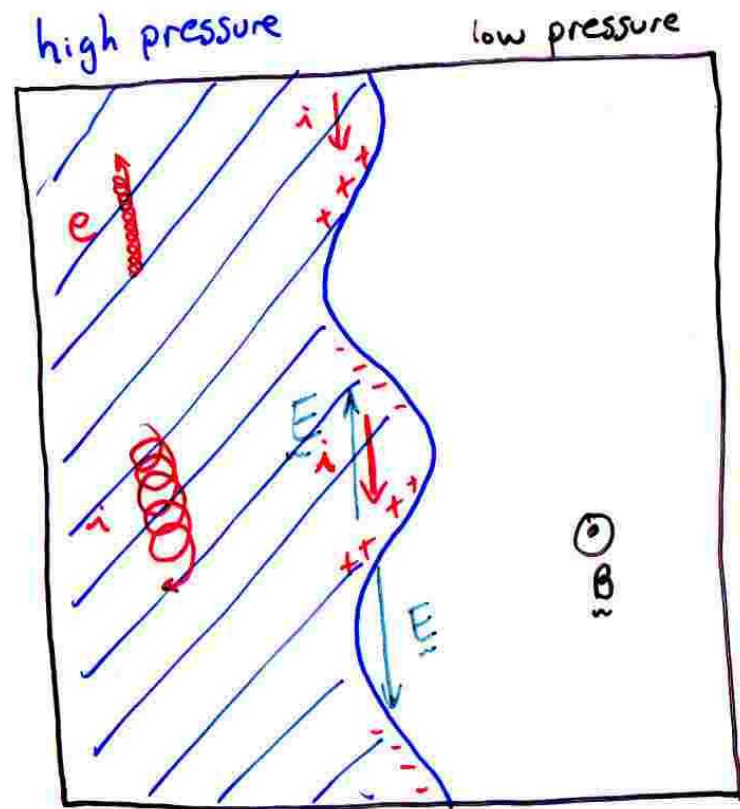 high pressure
low pressure
i
+
+
+
e
-
-
-
-
E
i
+
+
+
+
i
B
E
-
-
-
-